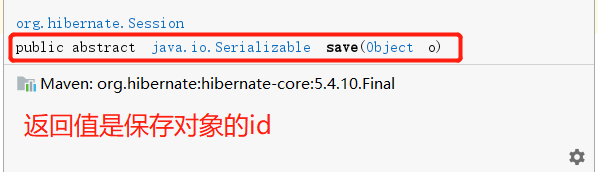 org.hibernate.Session
public abstract java.io.Serializable save(Object o)
Maven: org.hibernate:hibernate-core:5.4.10.Final
返回值是保存对象的id